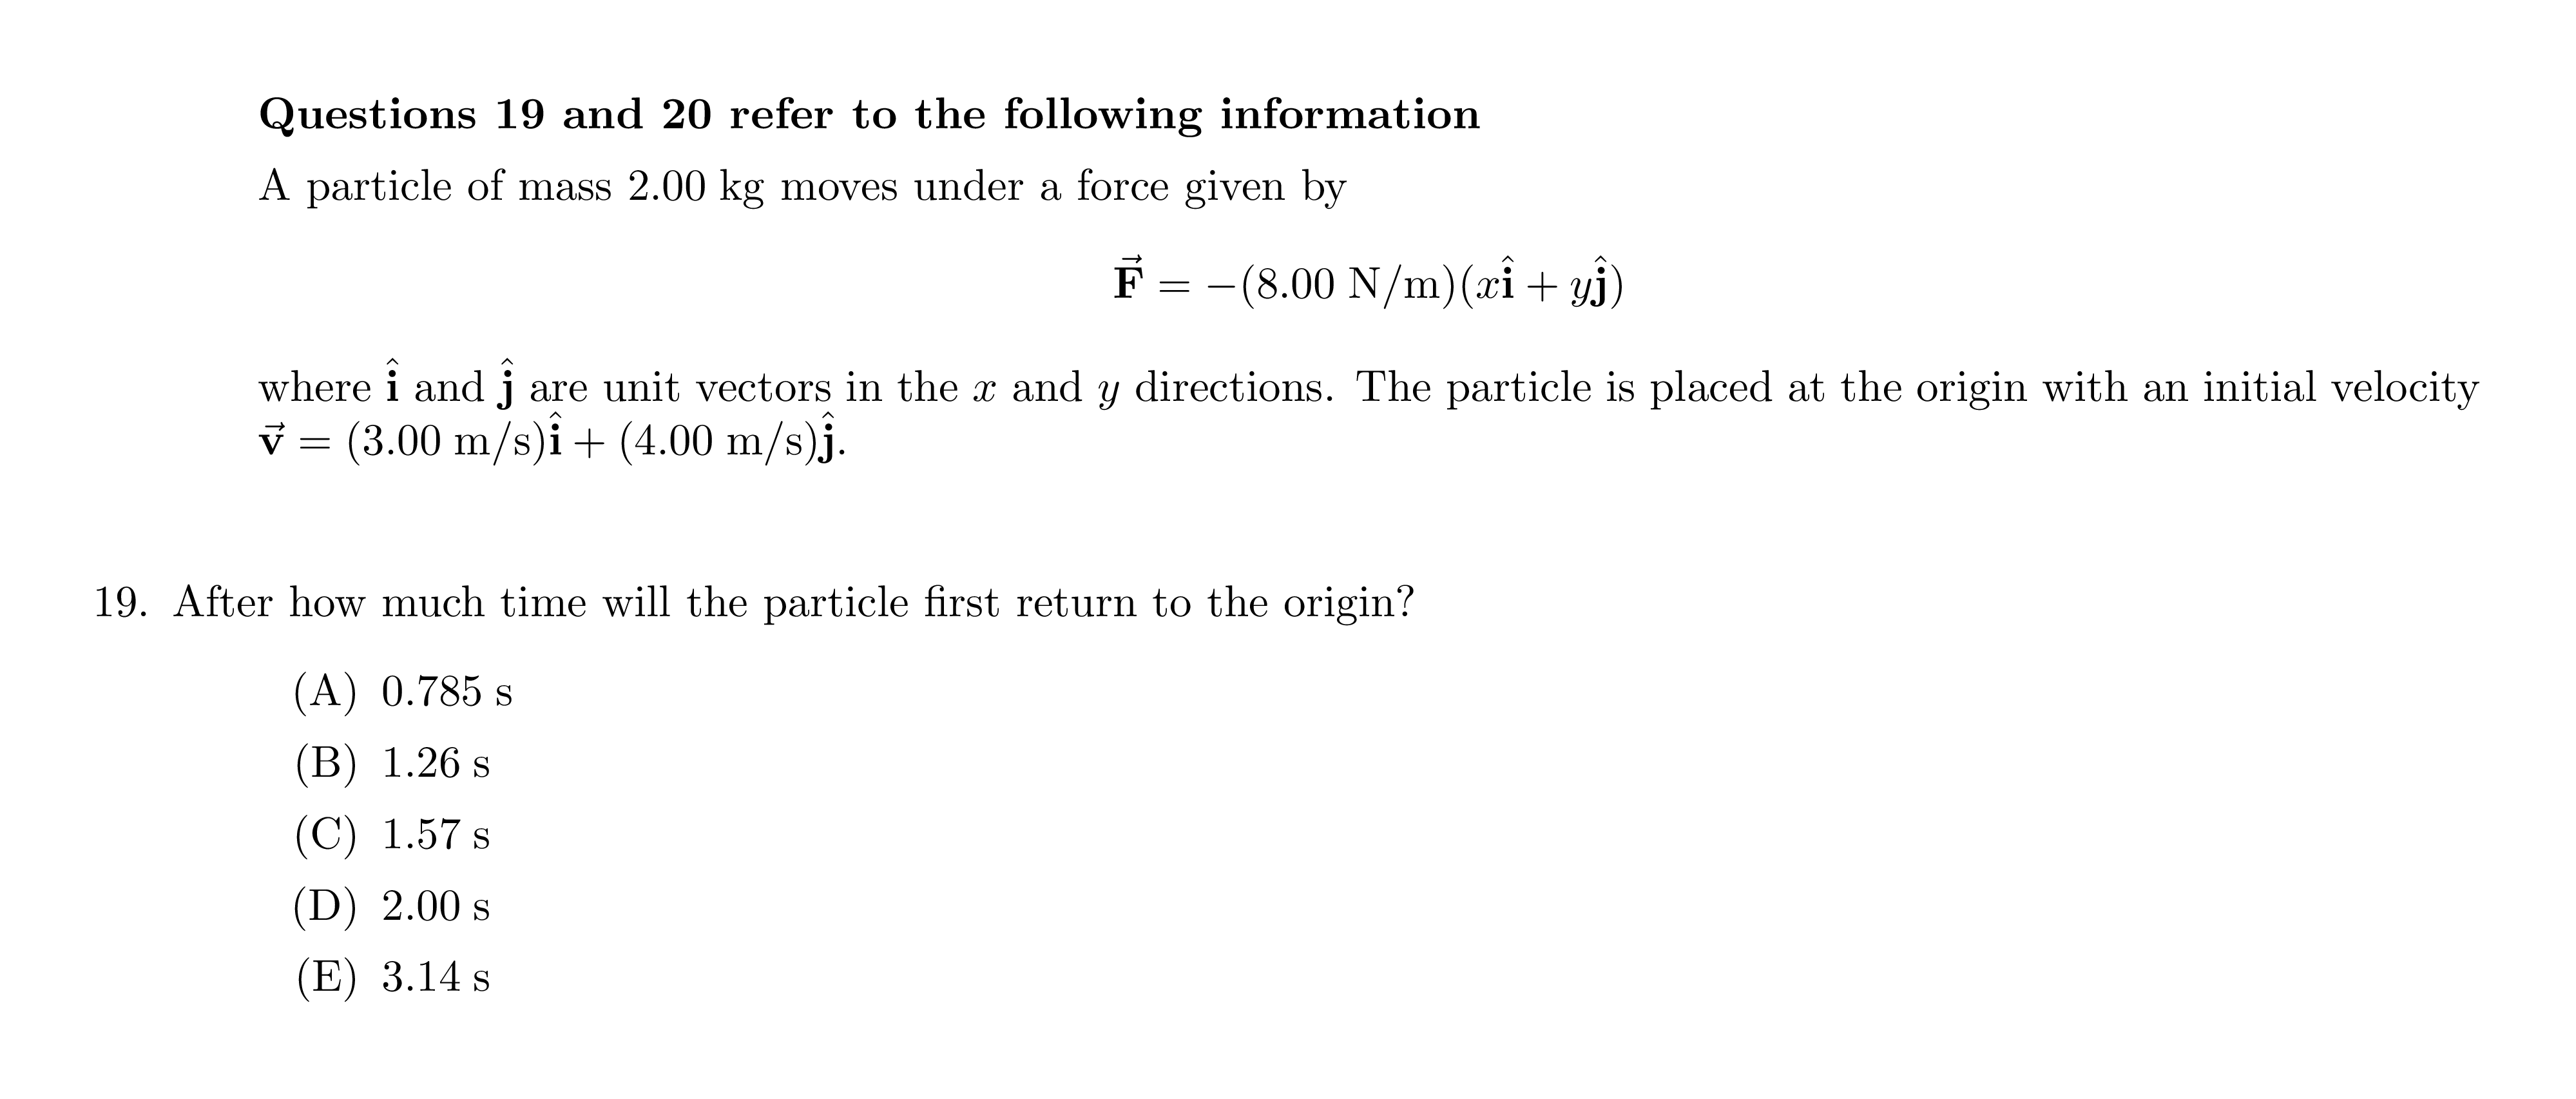 Questions 19 and 20 refer to the following information
A particle of mass 2.00 kg moves under a force given by
$\vec{\mathbf{F}} = -(8.00 \text{ N/m})(x\hat{\mathbf{i}} + y\hat{\mathbf{j}})$
where $\hat{\mathbf{i}}$ and $\hat{\mathbf{j}}$ are unit vectors in the $x$ and $y$ directions. The particle is placed at the origin with an initial velocity
$\vec{\mathbf{v}} = (3.00 \text{ m/s})\hat{\mathbf{i}} + (4.00 \text{ m/s})\hat{\mathbf{j}}$.
19. After how much time will the particle first return to the origin?
(A) 0.785 s
(B) 1.26 s
(C) 1.57 s
(D) 2.00 s
(E) 3.14 s